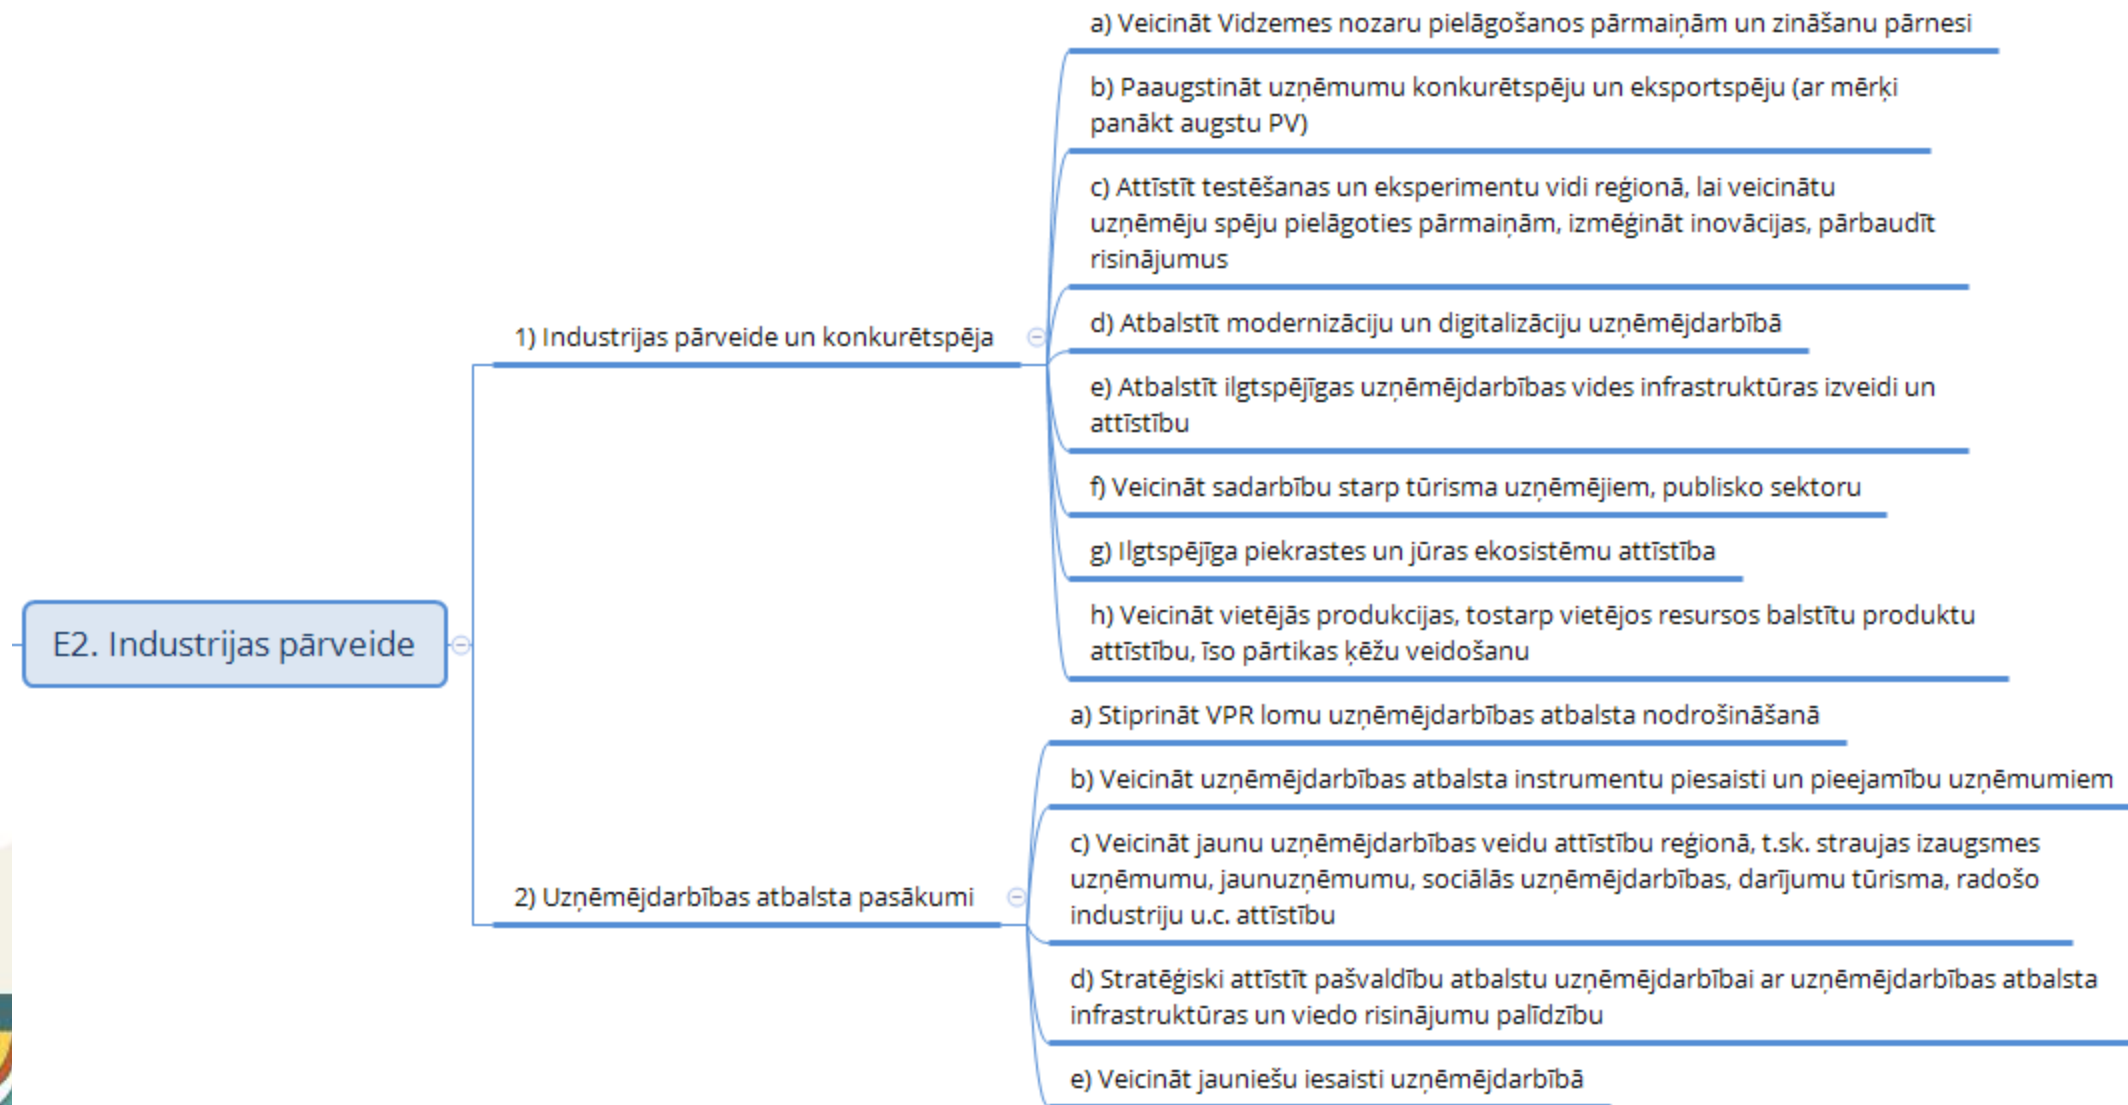 E2. Industrijas pārveide
1) Industrijas pārveide un konkurētspēja
a) Veicināt Vidzemes nozaru pielāgošanos pārmaiņām un zināšanu pārnesi
b) Paaugstināt uzņēmumu konkurētspēju un eksportspēju (ar mērķi
panākt augstu PV)
c) Attīstīt testēšanas un eksperimentu vidi reģionā, lai veicinātu
uzņēmēju spēju pielāgoties pārmaiņām, izmēģināt inovācijas, pārbaudīt
risinājumus
d) Atbalstīt modernizāciju un digitalizāciju uzņēmējdarbībā
e) Atbalstīt ilgtspējīgas uzņēmējdarbības vides infrastruktūras izveidi un
attīstību
f) Veicināt sadarbību starp tūrisma uzņēmējiem, publisko sektoru
g) Ilgtspējīga piekrastes un jūras ekosistēmu attīstība
h) Veicināt vietējās produkcijas, tostarp vietējos resursos balstītu produktu
attīstību, īso pārtikas ķēžu veidošanu
2) Uzņēmējdarbības atbalsta pasākumi
a) Stiprināt VPR lomu uzņēmējdarbības atbalsta nodrošināšanā
b) Veicināt uzņēmējdarbības atbalsta instrumentu piesaisti un pieejamību uzņēmumiem
c) Veicināt jaunu uzņēmējdarbības veidu attīstību reģionā, t.sk. straujas izaugsmes
uzņēmumu, jaunuzņēmumu, sociālās uzņēmējdarbības, darījumu tūrisma, radošo
industriju u.c. attīstību
d) Stratēģiski attīstīt pašvaldību atbalstu uzņēmējdarbībai ar uzņēmējdarbības atbalsta
infrastruktūras un viedo risinājumu palīdzību
e) Veicināt jauniešu iesaisti uzņēmējdarbībā